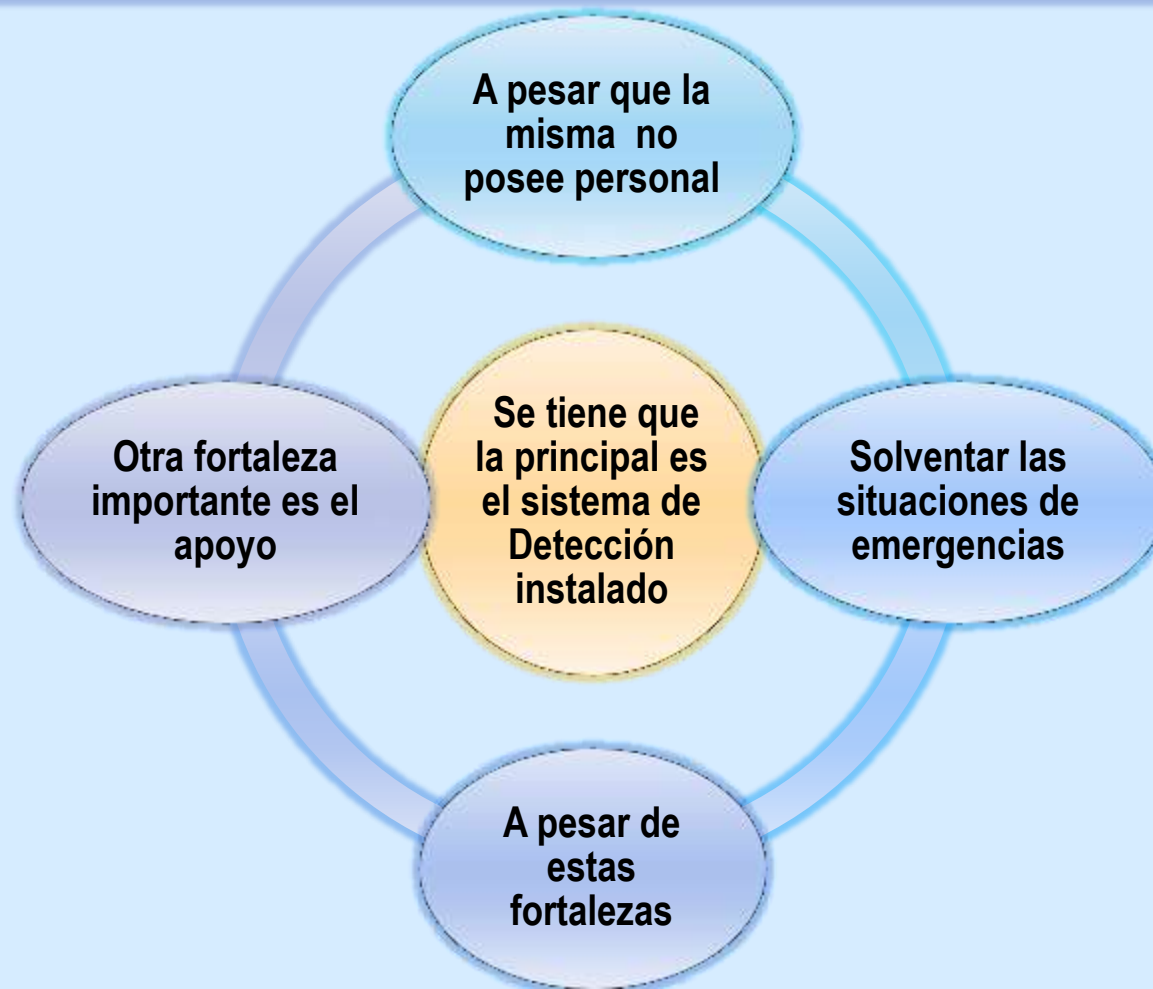 A pesar que la
misma no
posee personal
Otra fortaleza
importante es el
apoyo
Se tiene que
la principal es
el sistema de
Detección
instalado
Solventar las
situaciones de
emergencias
A pesar de
estas
fortalezas